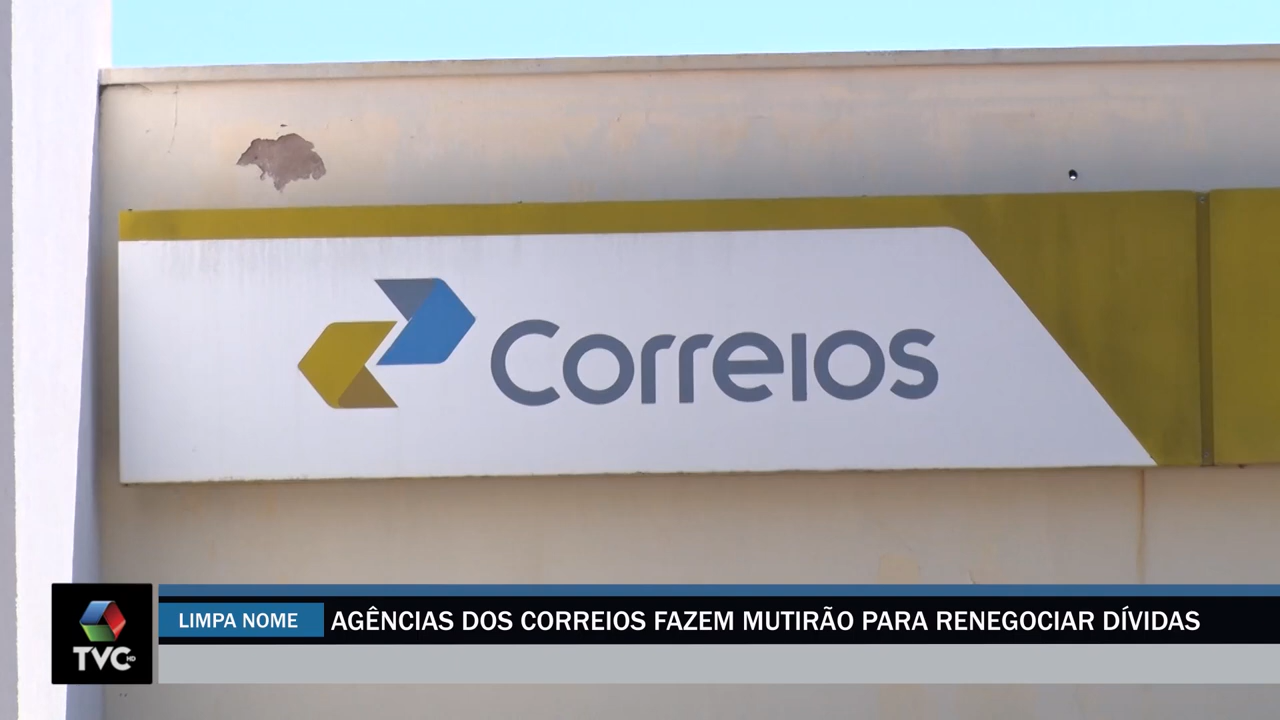 Correios
LIMPA NOME
AGÊNCIAS DOS CORREIOS FAZEM MUTIRÃO PARA RENEGOCIAR DÍVIDAS
TVC HD